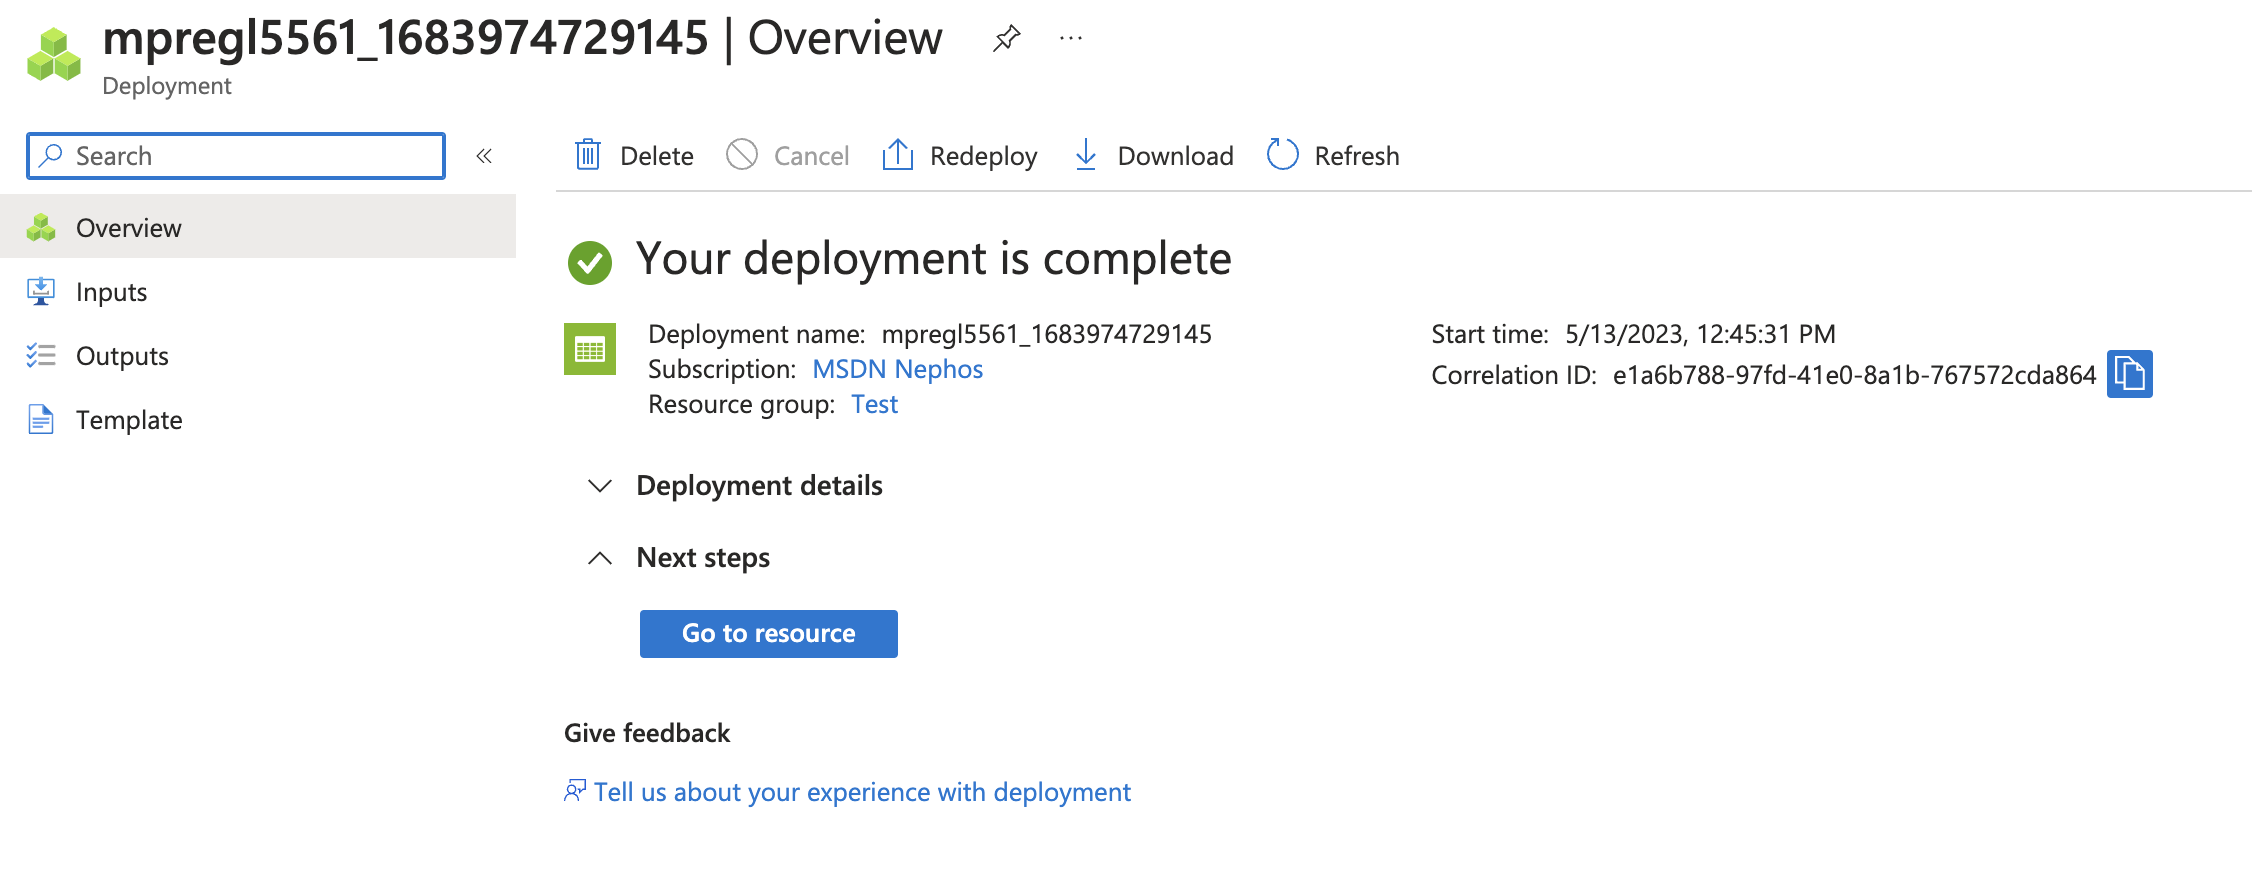 mpregl5561_1683974729145 | Overview
Deployment
Search
Overview
Inputs
Outputs
Template
Delete Cancel Redeploy Download Refresh
Your deployment is complete
Deployment name: mpregl5561_1683974729145
Subscription: MSDN Nephos
Resource group: Test
Start time: 5/13/2023, 12:45:31 PM
Correlation ID: e1a6b788-97fd-41e0-8a1b-767572cda864
Deployment details
Next steps
Go to resource
Give feedback
Tell us about your experience with deployment